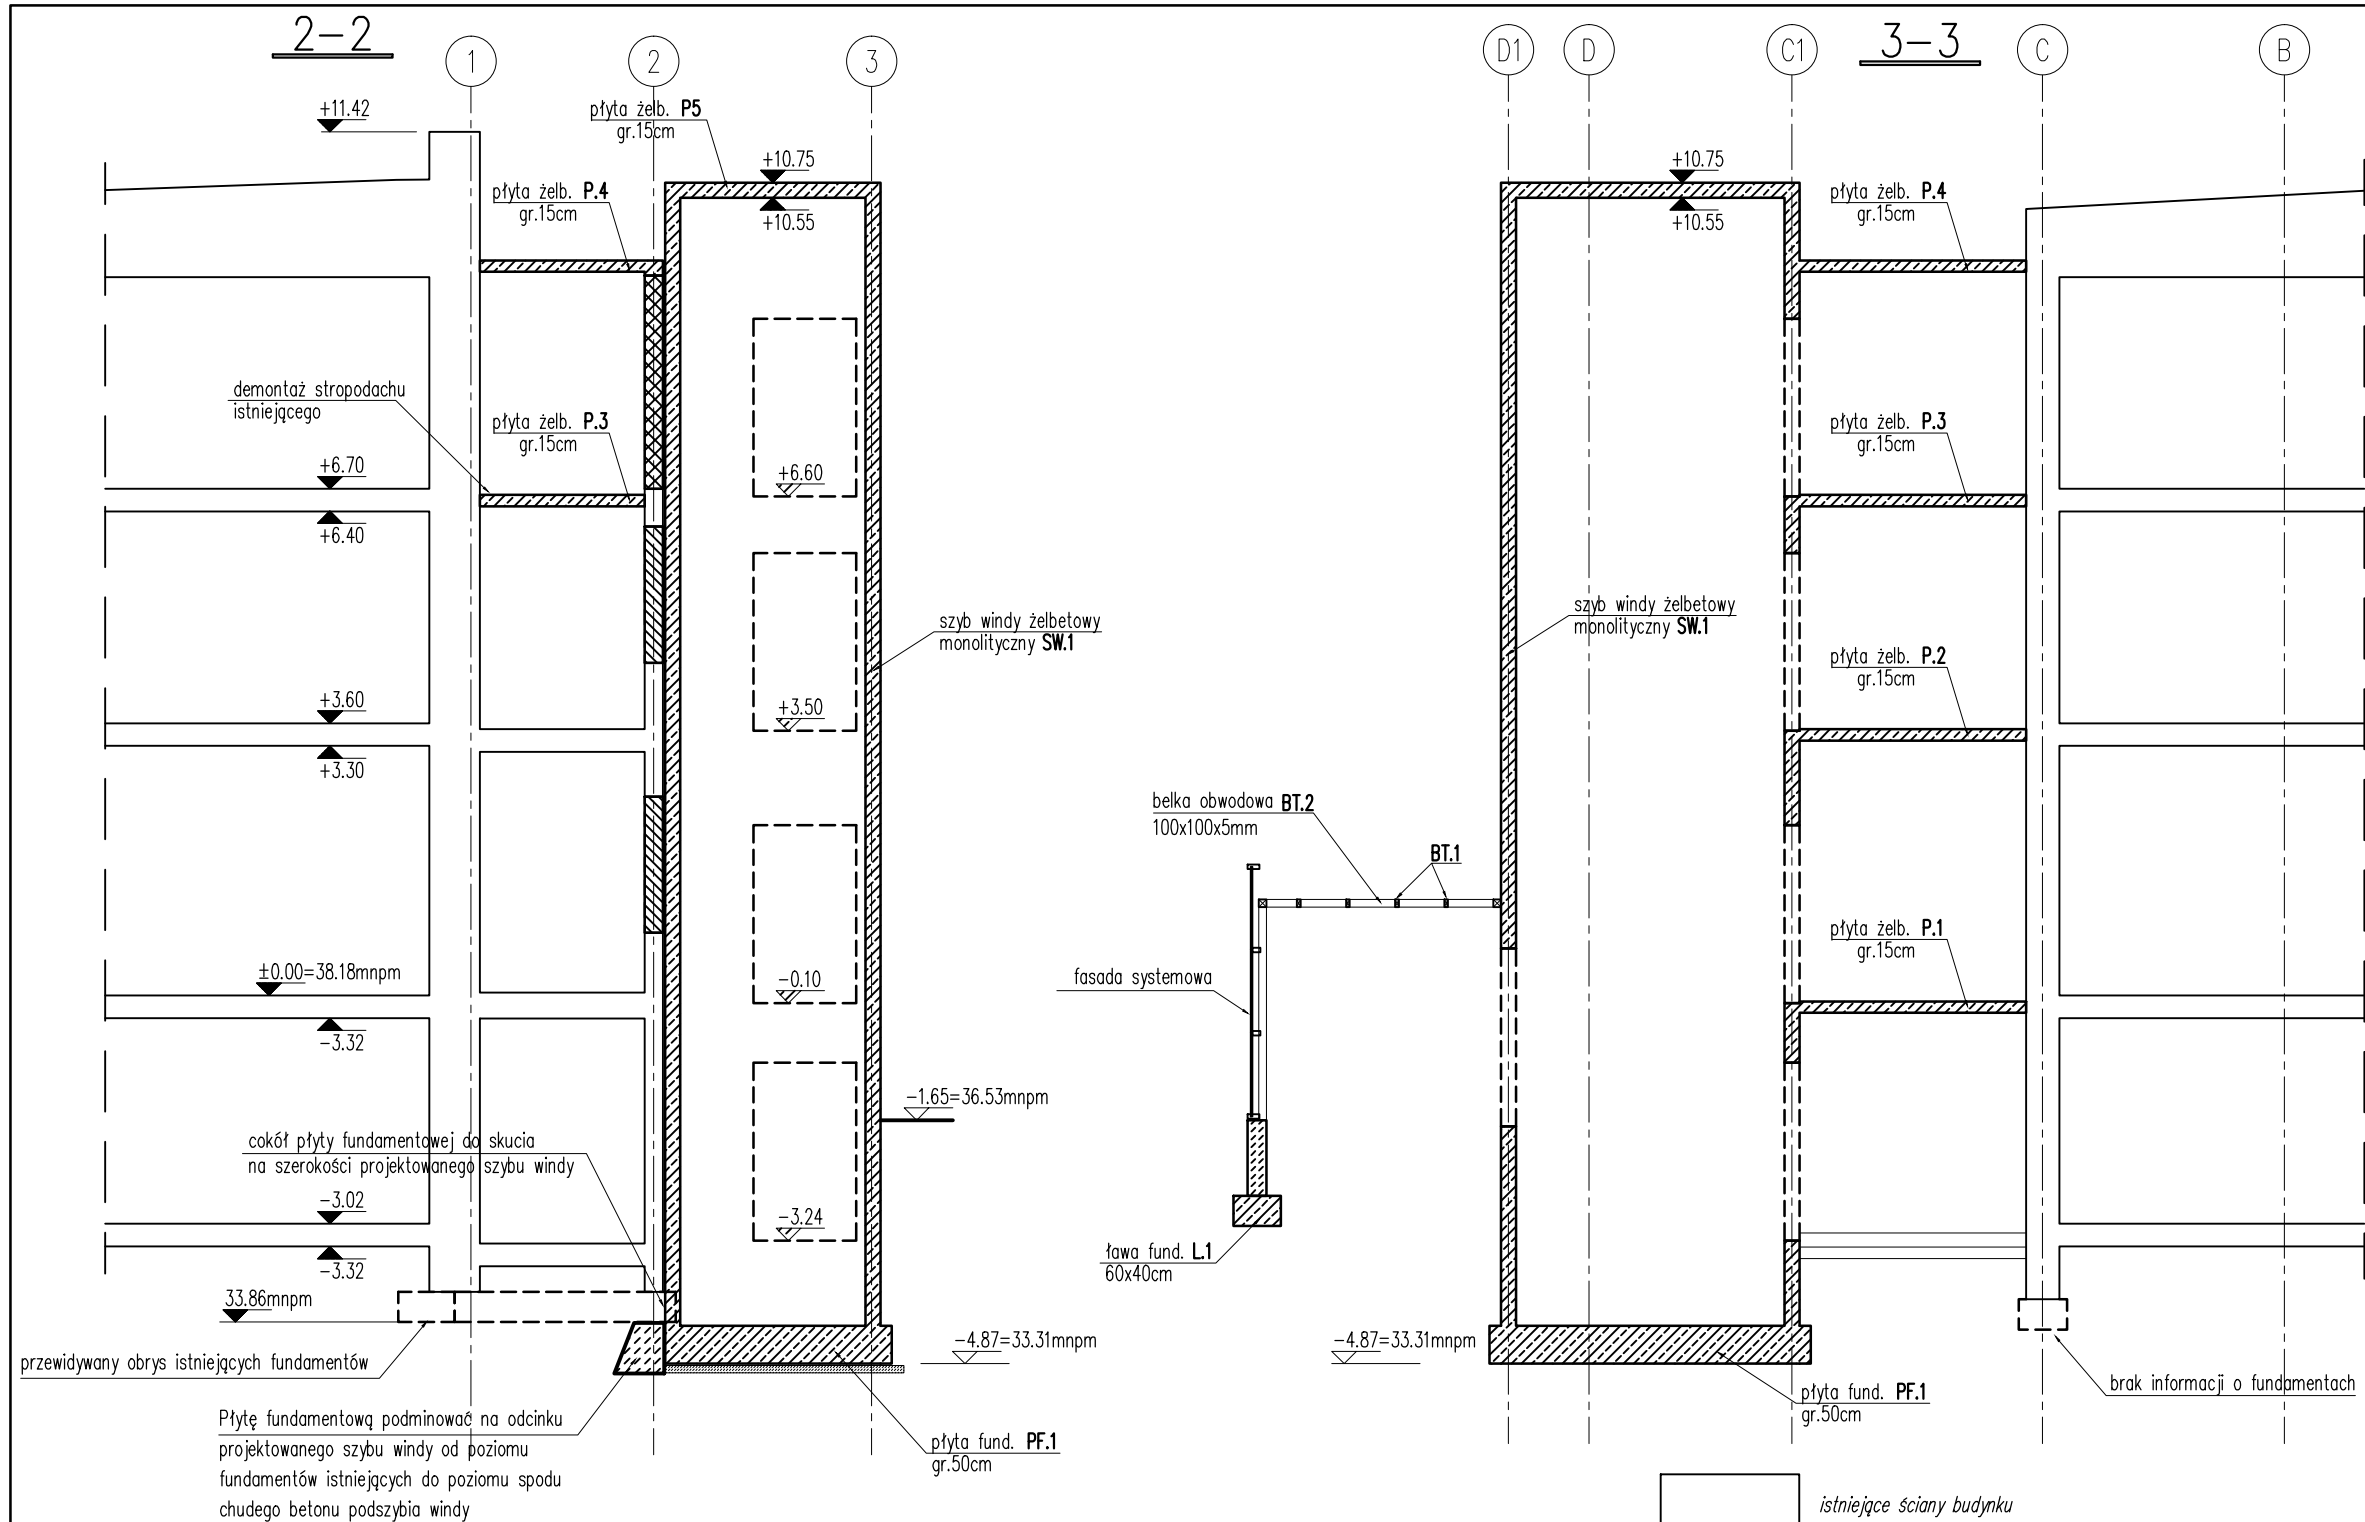 2-2
1
2
3
+11.42
płyta żelb. P5
gr.15cm
+10.75
+10.55
płyta żelb. P.4
gr.15cm
demontaż stropodachu
istniejącego
płyta żelb. P.3
gr.15cm
+6.70
+6.40
+6.60
szyb windy żelbetowy
monolityczny SW.1
+3.60
+3.30
+3.50
±0.00=38.18mnpm
-3.32
-0.10
-1.65=36.53mnpm
cokół płyty fundamentowej do skucia
na szerokości projektowanego szybu windy
-3.02
-3.32
-3.24
33.86mnpm
-4.87=33.31mnpm
przewidywany obrys istniejących fundamentów
Płytę fundamentową podminować na odcinku
projektowanego szybu windy od poziomu
fundamentów istniejących do poziomu spodu
chudego betonu podszybia windy
płyta fund. PF.1
gr.50cm
3-3
D1
D
C1
C
B
+10.75
+10.55
płyta żelb. P.4
gr.15cm
płyta żelb. P.3
gr.15cm
szyb windy żelbetowy
monolityczny SW.1
płyta żelb. P.2
gr.15cm
belka obwodowa BT.2
100x100x5mm
BT.1
fasada systemowa
płyta żelb. P.1
gr.15cm
ława fund. L.1
60x40cm
-4.87=33.31mnpm
płyta fund. PF.1
gr.50cm
brak informacji o fundamentach
istniejące ściany budynku